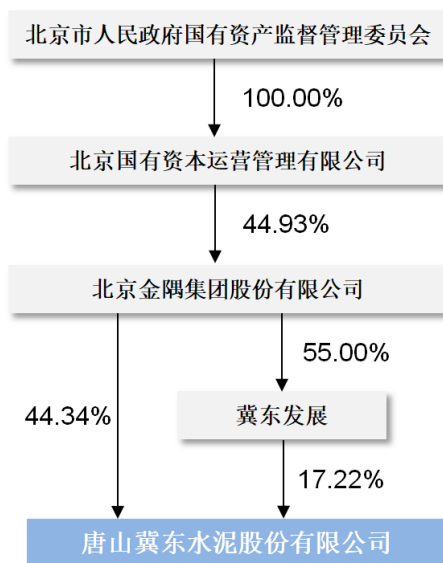 北京市人民政府国有资产监督管理委员会
100.00%
北京国有资本运营管理有限公司
44.93%
北京金隅集团股份有限公司
55.00%
44.34%
冀东发展
17.22%
唐山冀东水泥股份有限公司